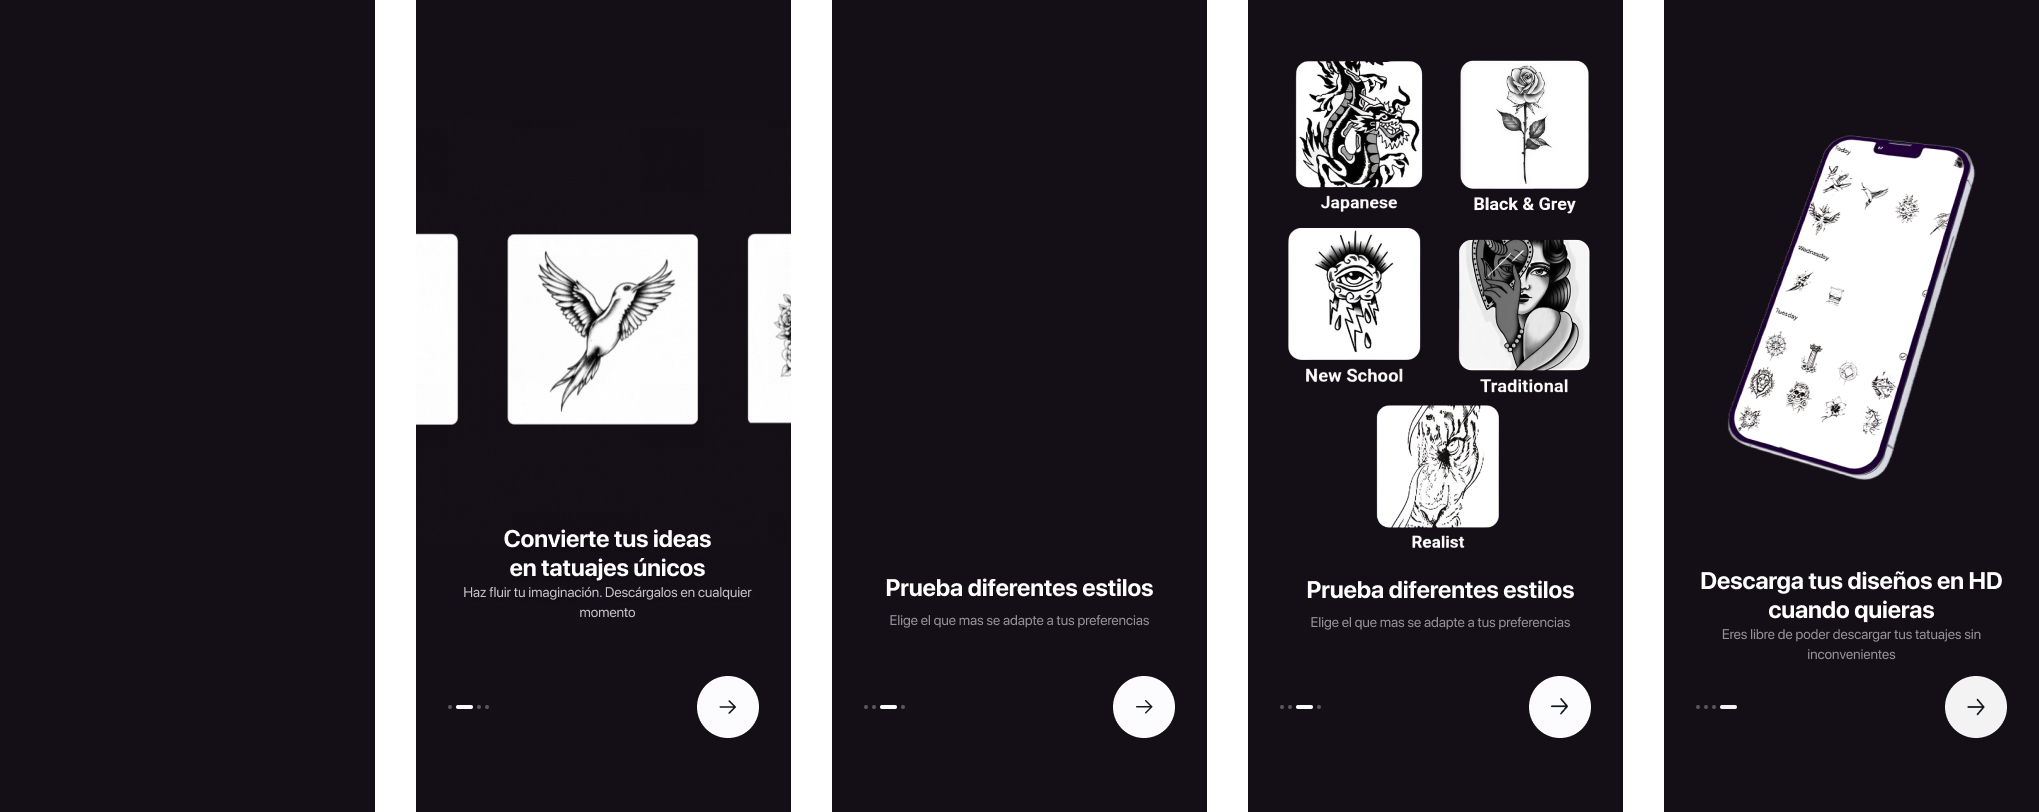 Convierte tus ideas
en tatuajes únicos
Haz fluir tu imaginación. Descárgalos en cualquier
momento
Prueba diferentes estilos
Elige el que mas se adapte a tus preferencias
Japanese
Black & Grey
New School
Traditional
Realist
Prueba diferentes estilos
Elige el que mas se adapte a tus preferencias
Wednesday
Tuesday
Descarga tus diseños en HD
cuando quieras
Eres libre de poder descargar tus tatuajes sin
inconvenientes